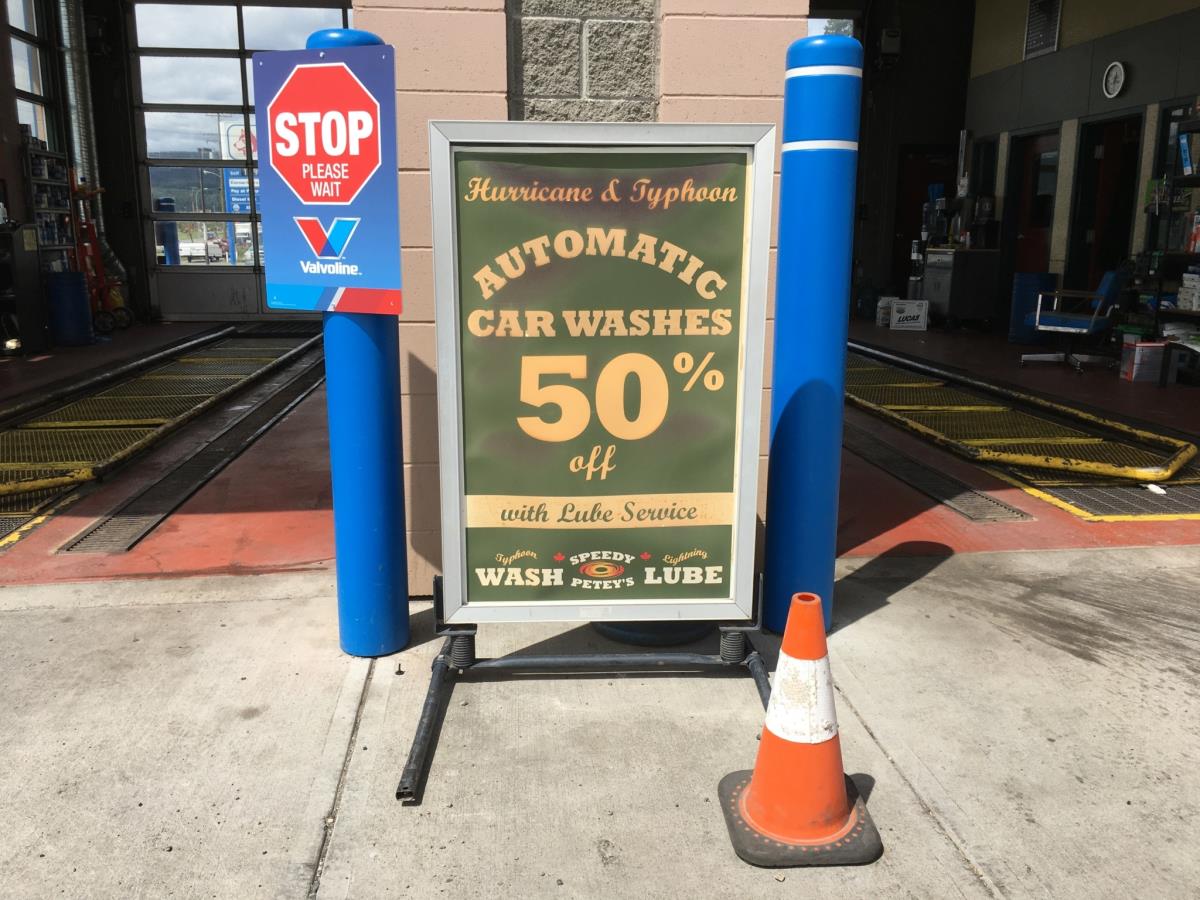 STOP
PLEASE
WAIT
Valvoline
Hurricane & Typhoon
AUTOMATIC
CAR WASHES
50%
off
with Lube Service
Typhoon
WASH
SPEEDY
PETEY'S
Lightning
LUBE
LUCAS